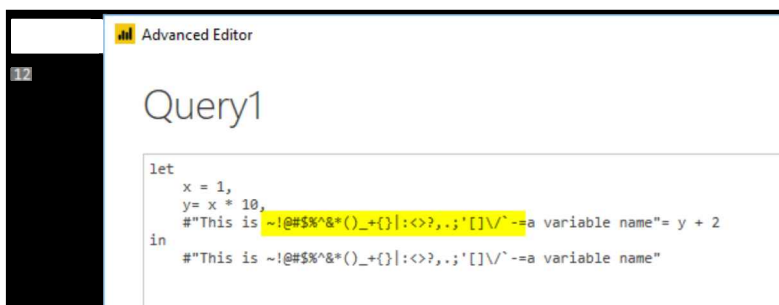 Advanced Editor
12
Query1
let
x = 1,
y= x * 10,
#"This is ~!@#$%^&*()_+{}|:<>?,.;'[]\/`-=a variable name"= y + 2
in
#"This is ~!@#$%^&*()_+{}|:<>?,.;'[]\/`-=a variable name"